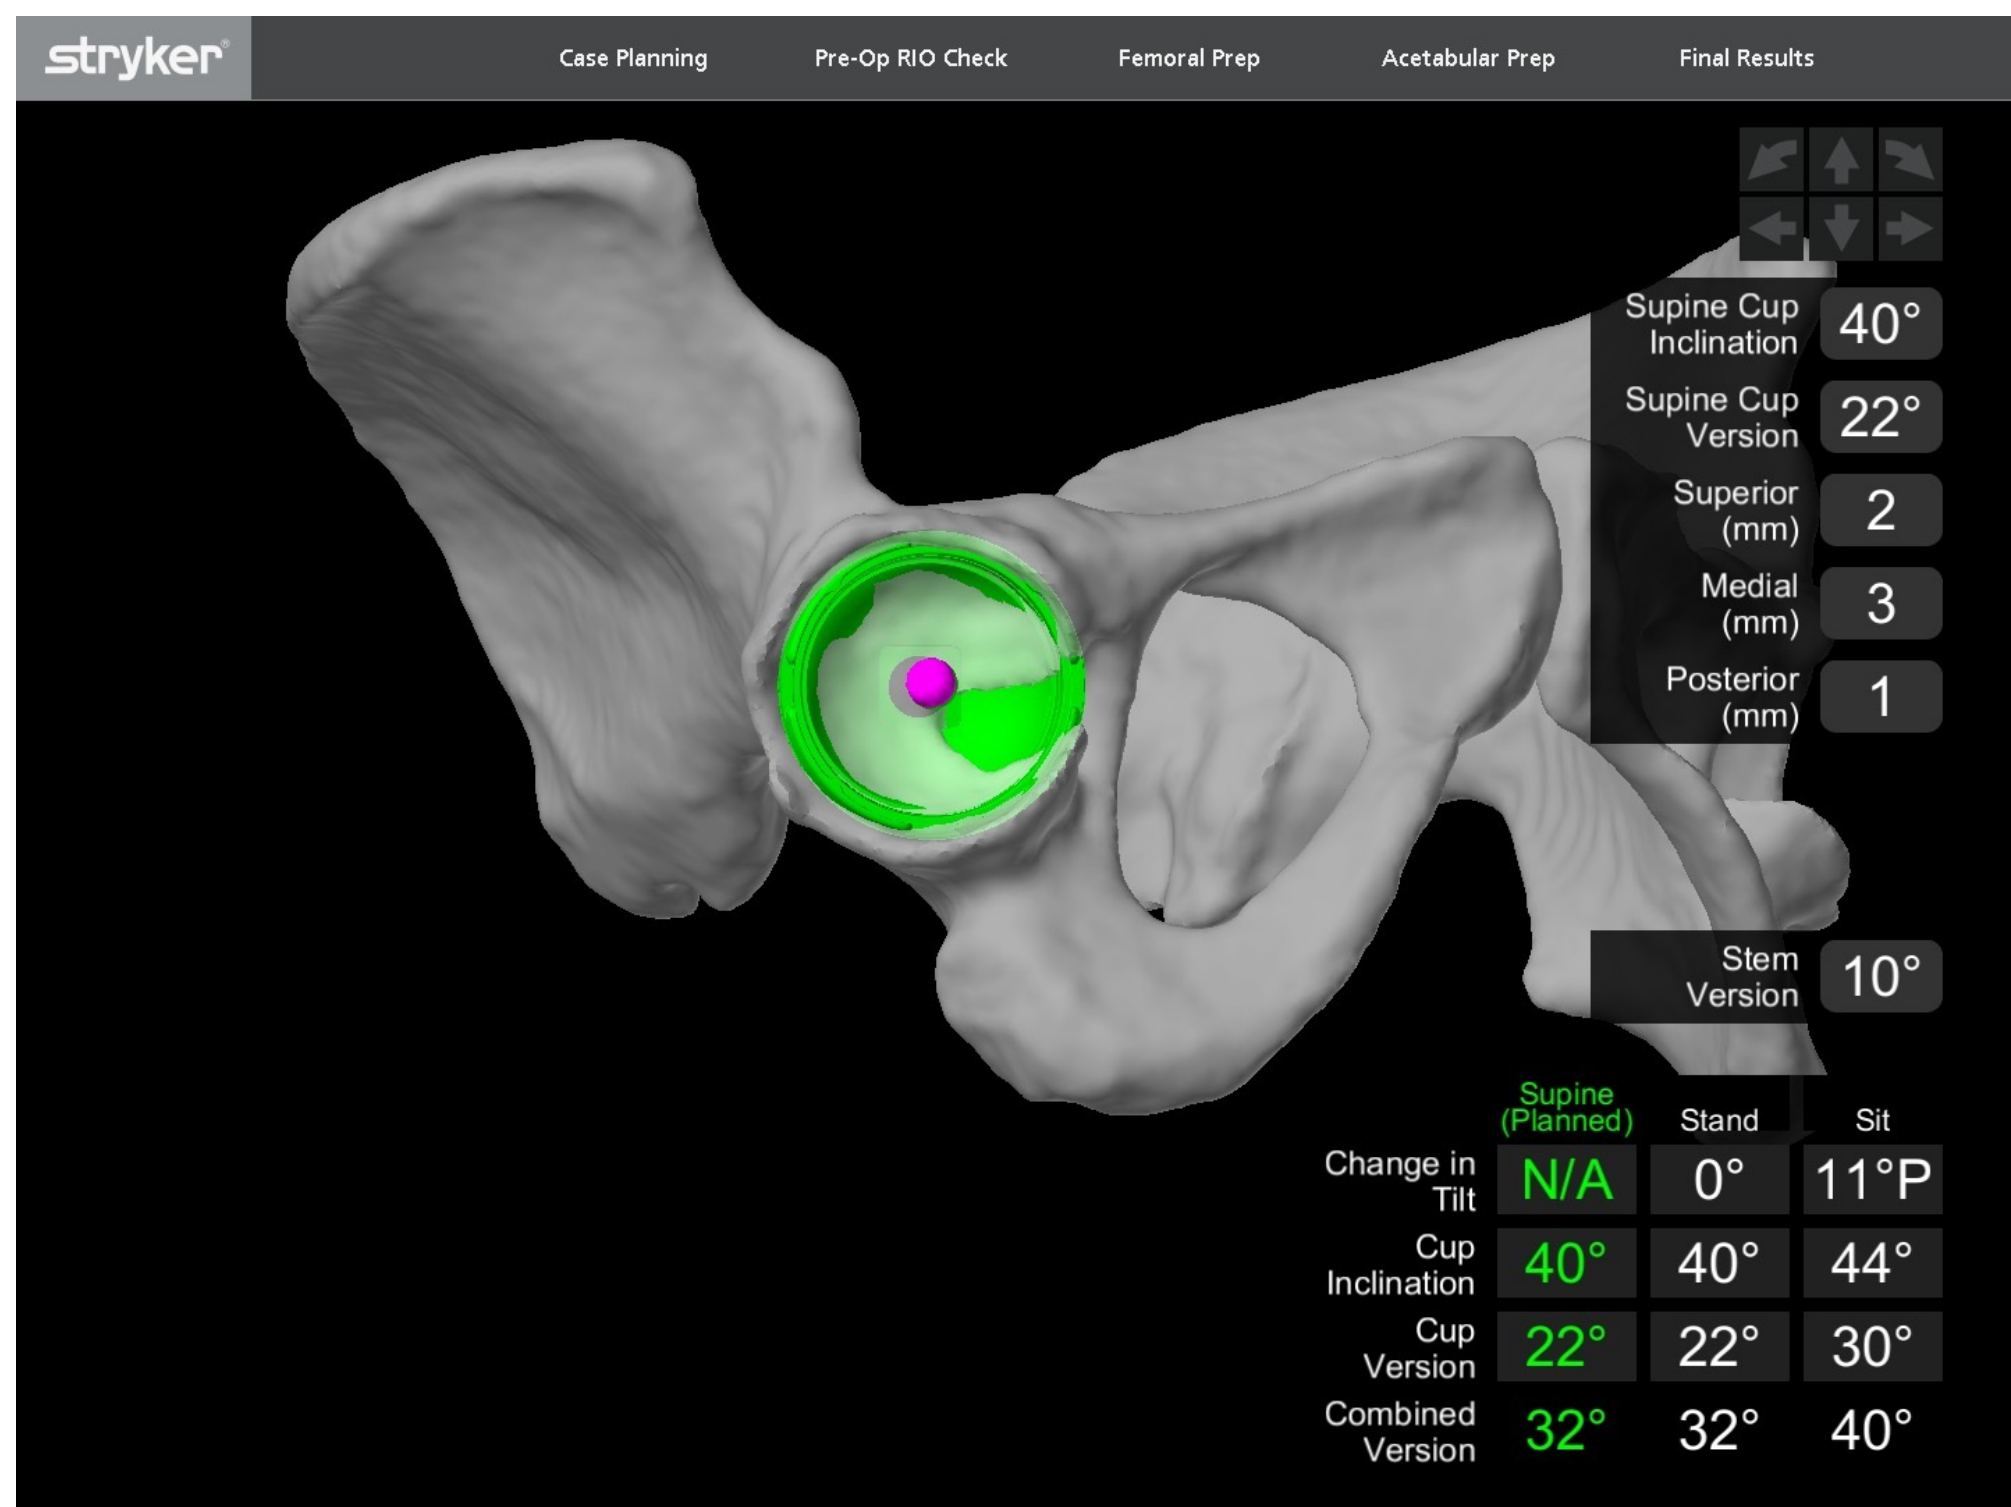 stryker®
Case Planning Pre-Op RIO Check Femoral Prep Acetabular Prep Final Results
Supine Cup
Inclination 40°
Supine Cup
Version 22°
Superior
(mm) 2
Medial
(mm) 3
Posterior
(mm) 1
Stem
Version 10°
Supine
(Planned) Stand Sit
Change in
Tilt N/A 0° 11°P
Cup
Inclination 40° 40° 44°
Cup
Version 22° 22° 30°
Combined
Version 32° 32° 40°